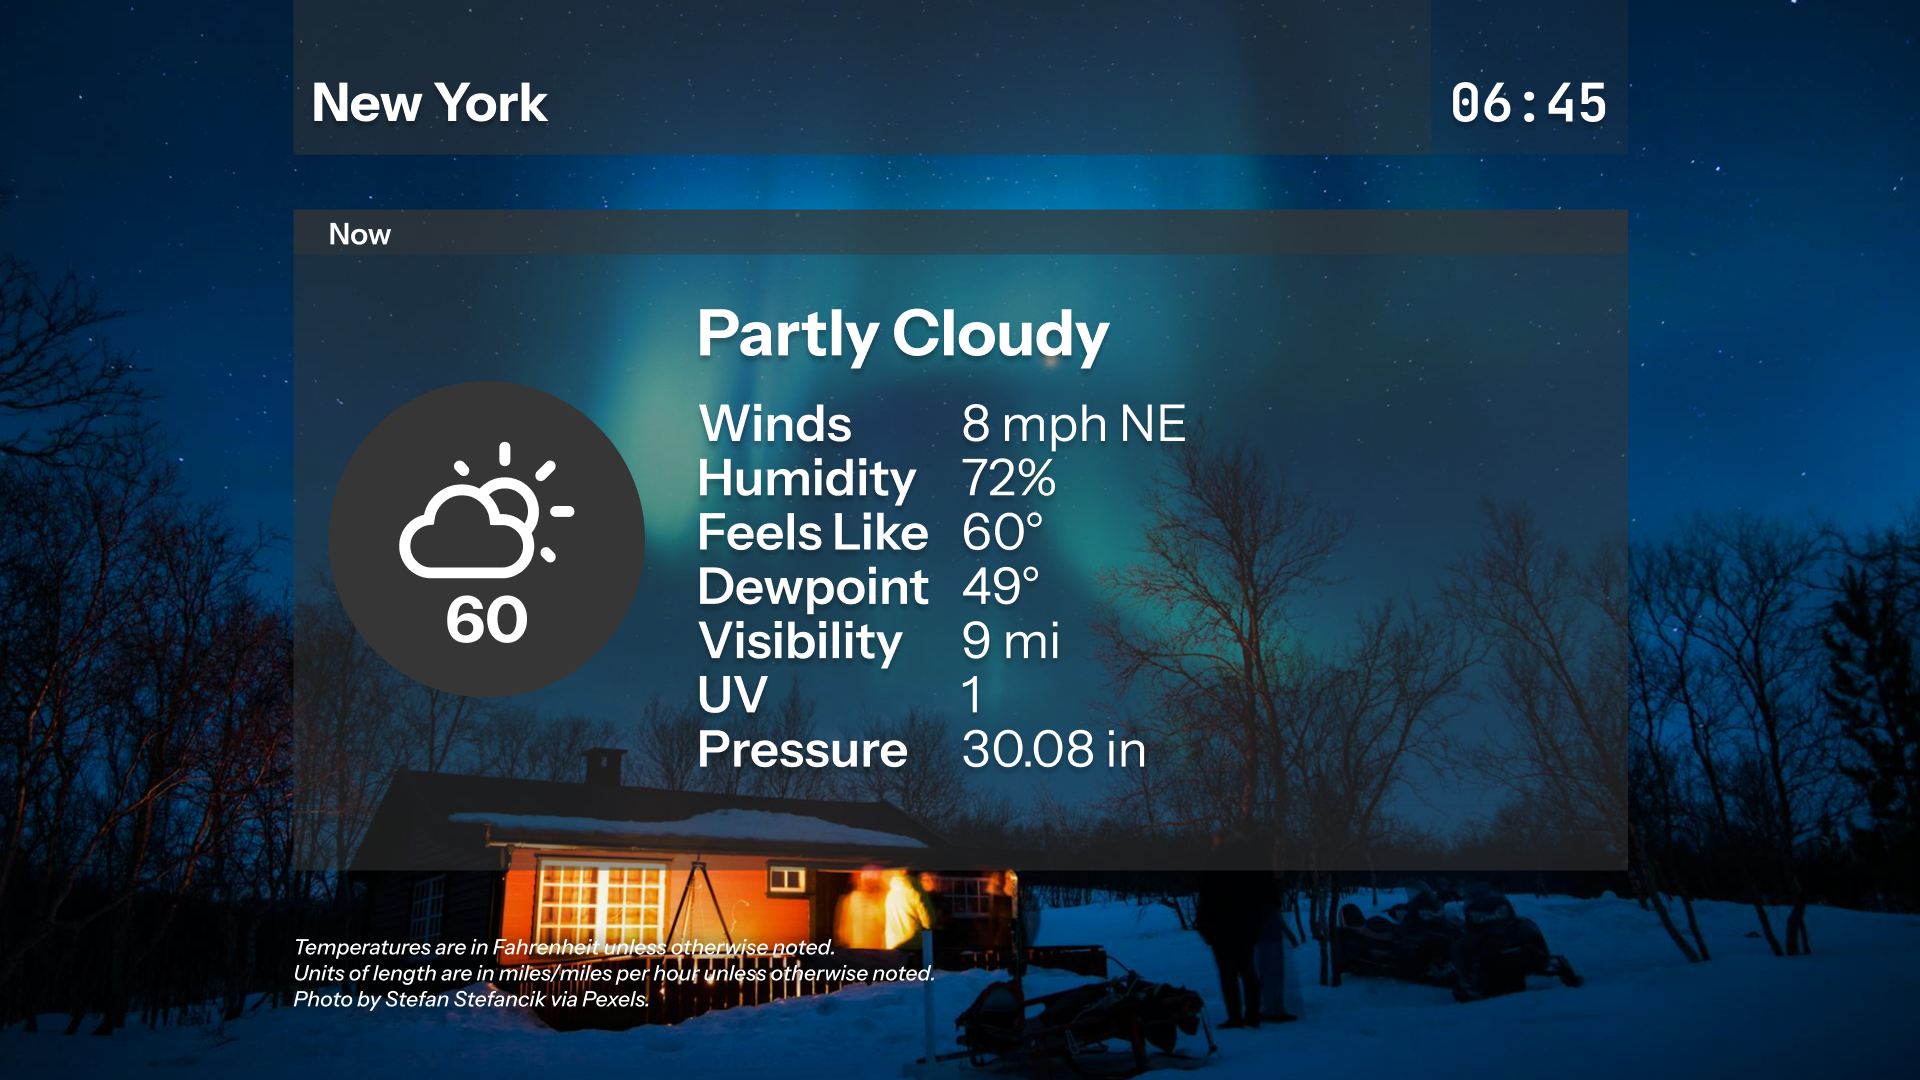 New York
06:45
Now
Partly Cloudy
Winds 8 mph NE
Humidity 72%
Feels Like 60°
Dewpoint 49°
Visibility 9 mi
UV 1
Pressure 30.08 in
60
Temperatures are in Fahrenheit unless otherwise noted.
Units of length are in miles/miles per hour unless otherwise noted.
Photo by Stefan Stefancik via Pexels.